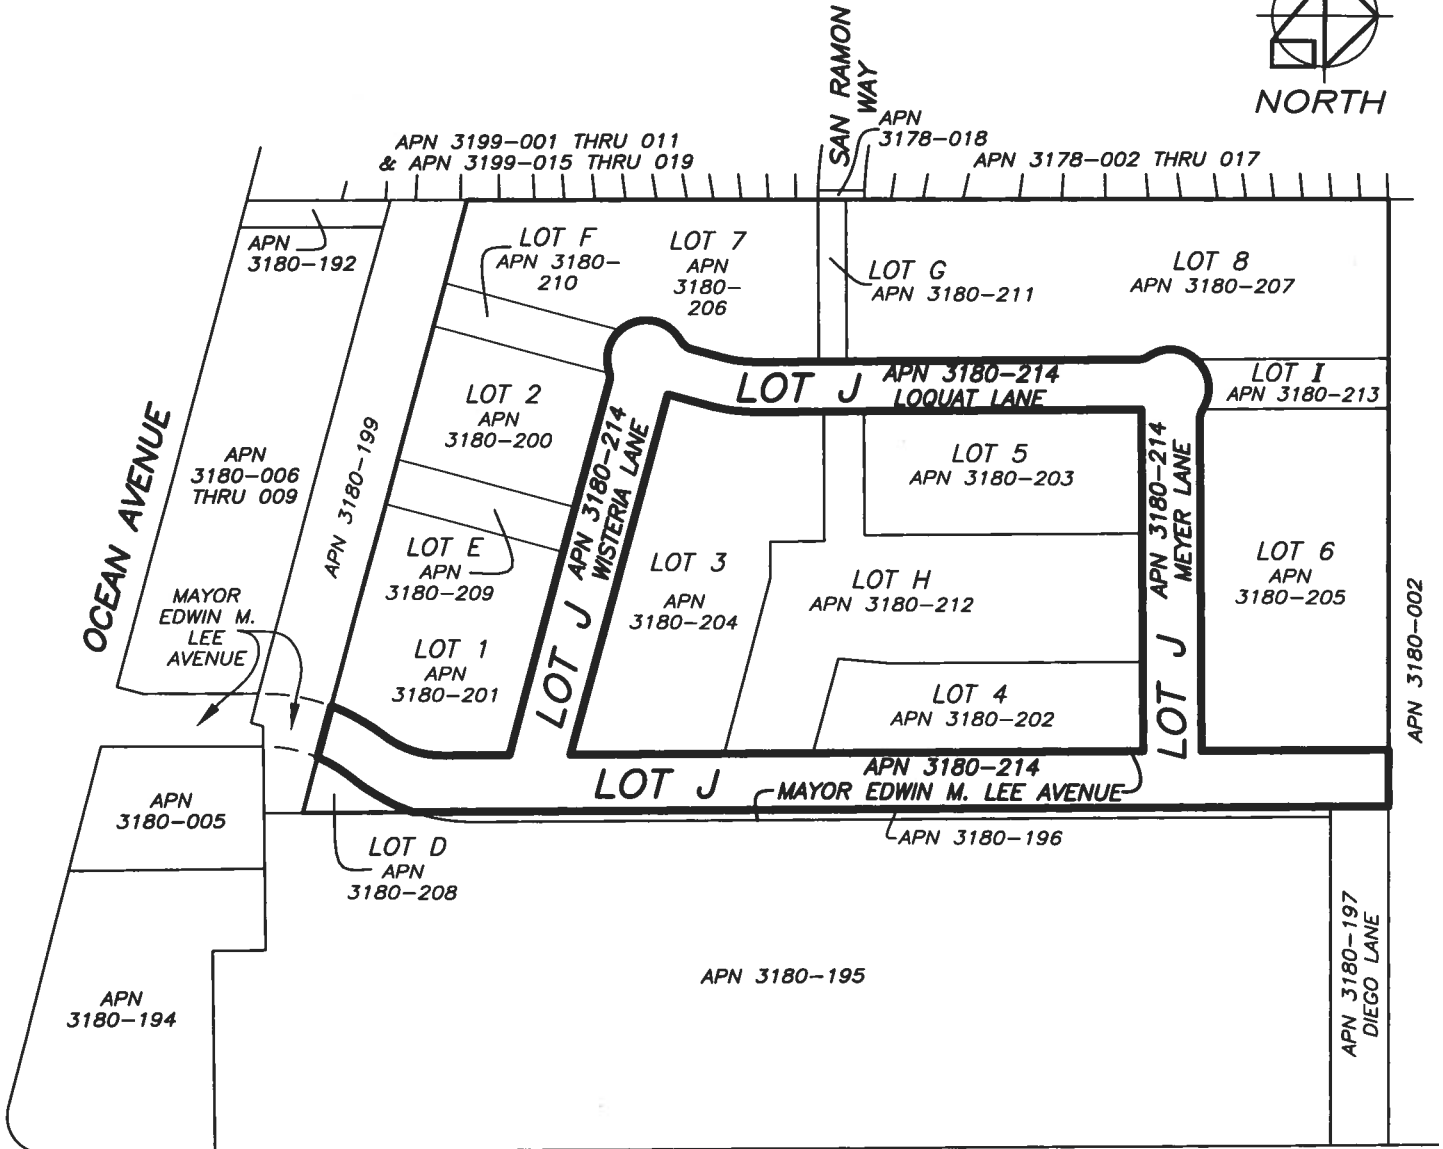 NORTH
SAN RAMON
WAY
APN
3178-018
APN 3199-001 THRU 011
& APN 3199-015 THRU 019
APN 3178-002 THRU 017
APN
3180-192
LOT F
APN 3180-
210
LOT 7
APN
3180-
206
LOT G
APN 3180-211
LOT 8
APN 3180-207
OCEAN AVENUE
APN
3180-006
THRU 009
APN 3180-199
LOT 2
APN
3180-200
LOT J
APN 3180-214
LOQUAT LANE
LOT I
APN 3180-213
APN 3180-214
WISTERIA LANE
LOT J
LOT 5
APN 3180-203
APN 3180-214
MEYER LANE
LOT J
LOT E
APN
3180-209
LOT 3
APN
3180-204
LOT H
APN 3180-212
LOT 6
APN
3180-205
APN 3180-002
MAYOR
EDWIN M.
LEE
AVENUE
LOT 1
APN
3180-201
LOT 4
APN 3180-202
LOT J
APN 3180-214
MAYOR EDWIN M. LEE AVENUE
APN
3180-005
LOT D
APN
3180-208
APN 3180-196
APN 3180-197
DIEGO LANE
APN 3180-195
APN
3180-194